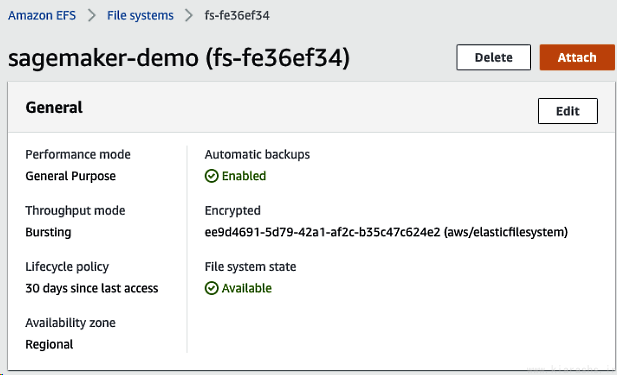 Amazon EFS > File systems > fs-fe36ef34
sagemaker-demo (fs-fe36ef34)
Delete
Attach
General
Edit
Performance mode
General Purpose
Throughput mode
Bursting
Lifecycle policy
30 days since last access
Availability zone
Regional
Automatic backups
Enabled
Encrypted
ee9d4691-5d79-42a1-af2c-b35c47c624e2 (aws/elasticfilesystem)
File system state
Available